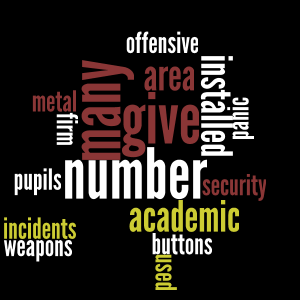 offensive
area
installed
many
give
metal
firm
panic
number
pupils
security
academic
incidents
weapons
buttons
used